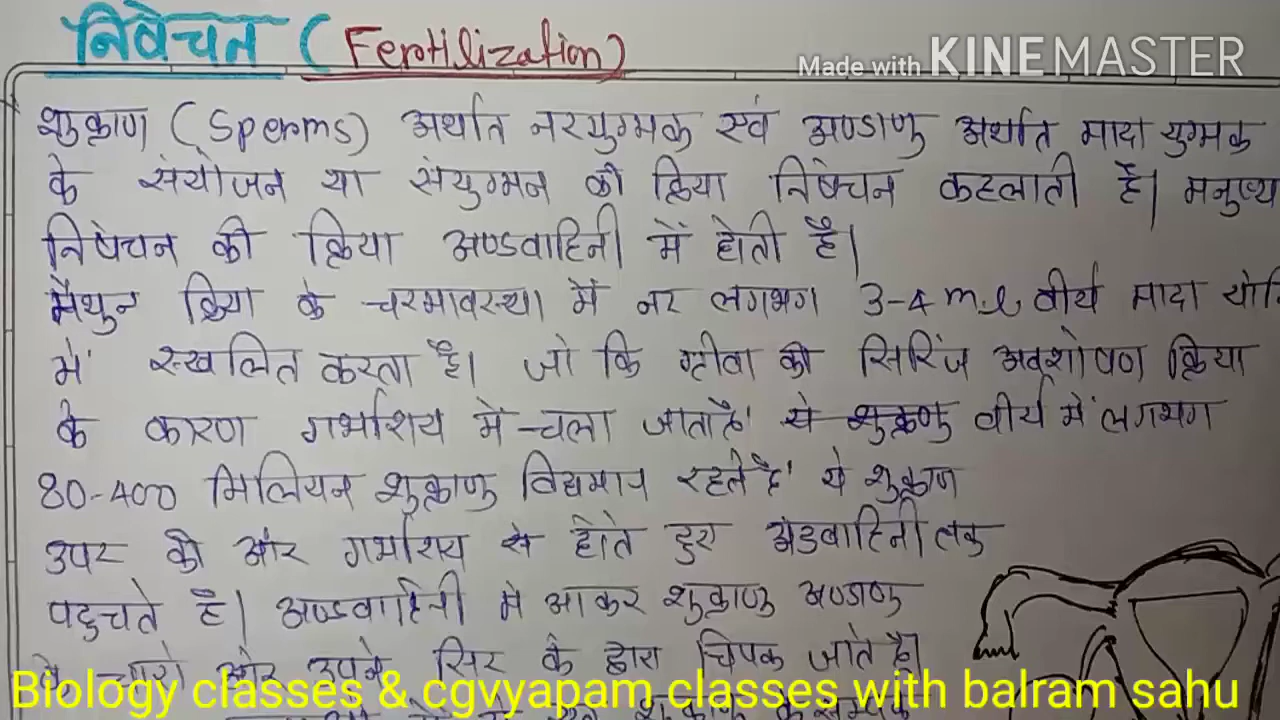 निषेचन (Fertilization)
Made with KINEMASTER
शुक्राणु (Sperms) अर्थात नरयुग्मक एवं अण्डाणु अर्थात मादा युग्मक
के संयोजन या संयुग्मन की क्रिया निषेचन कहलाती है। मनुष्य
निषेचन की क्रिया अण्डवाहिनी में होती है।
मैथुन क्रिया के चरमावस्था में नर लगभग 3-4 ml वीर्य मादा योनि
में स्खलित करता है। जो कि ग्रीवा की सिरिंज अवशोषण क्रिया
के कारण गर्भाशय मे चला जाता है। ये शुक्राणु वीर्य में लगभग
80-400 मिलियन शुक्राणु विद्यमान रहते है। ये शुक्राणु
उपर की ओर गर्भाशय से होते हुए अंडवाहिनी तक
पहुचते है। अण्डवाहिनी मे आकर शुक्राणु अण्डाणु
के चारो ओर उनके सिर के द्वारा चिपक जाते है।
Biology classes & cgvyapam classes with balram sahu